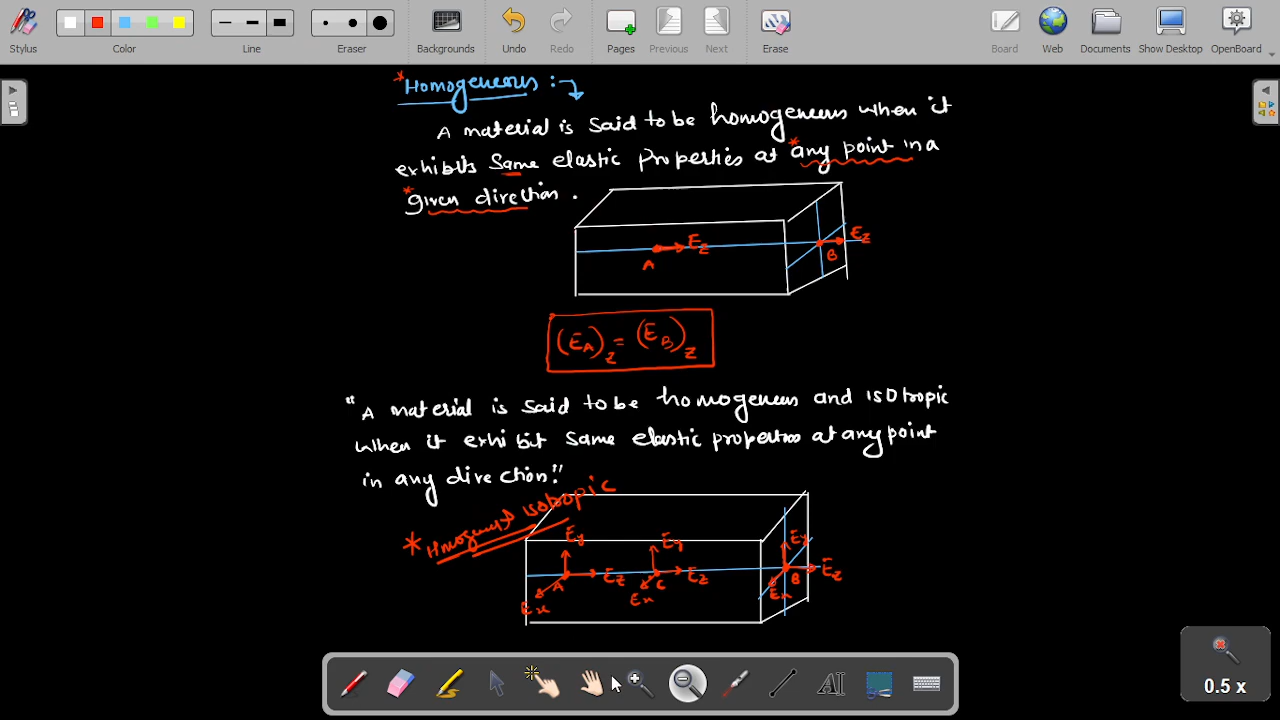 Stylus
Color
Line
Eraser
Backgrounds
Undo
Redo
Pages
Previous
Next
Erase
Board
Web
Documents
Show Desktop
OpenBoard
*Homogeneous :
A material is said to be homogeneous when it
exhibits same elastic properties at *any point in a
*given direction.
A Ez B Ez
(EA)z = (EB)z
"A material is said to be homogeneous and isotropic
when it exhibit same elastic properties at any point
in any direction."
isotropic
Ey Ey Ey
A Ez C Ez B Ez
Ex Ex Ex
AI
0.5 x